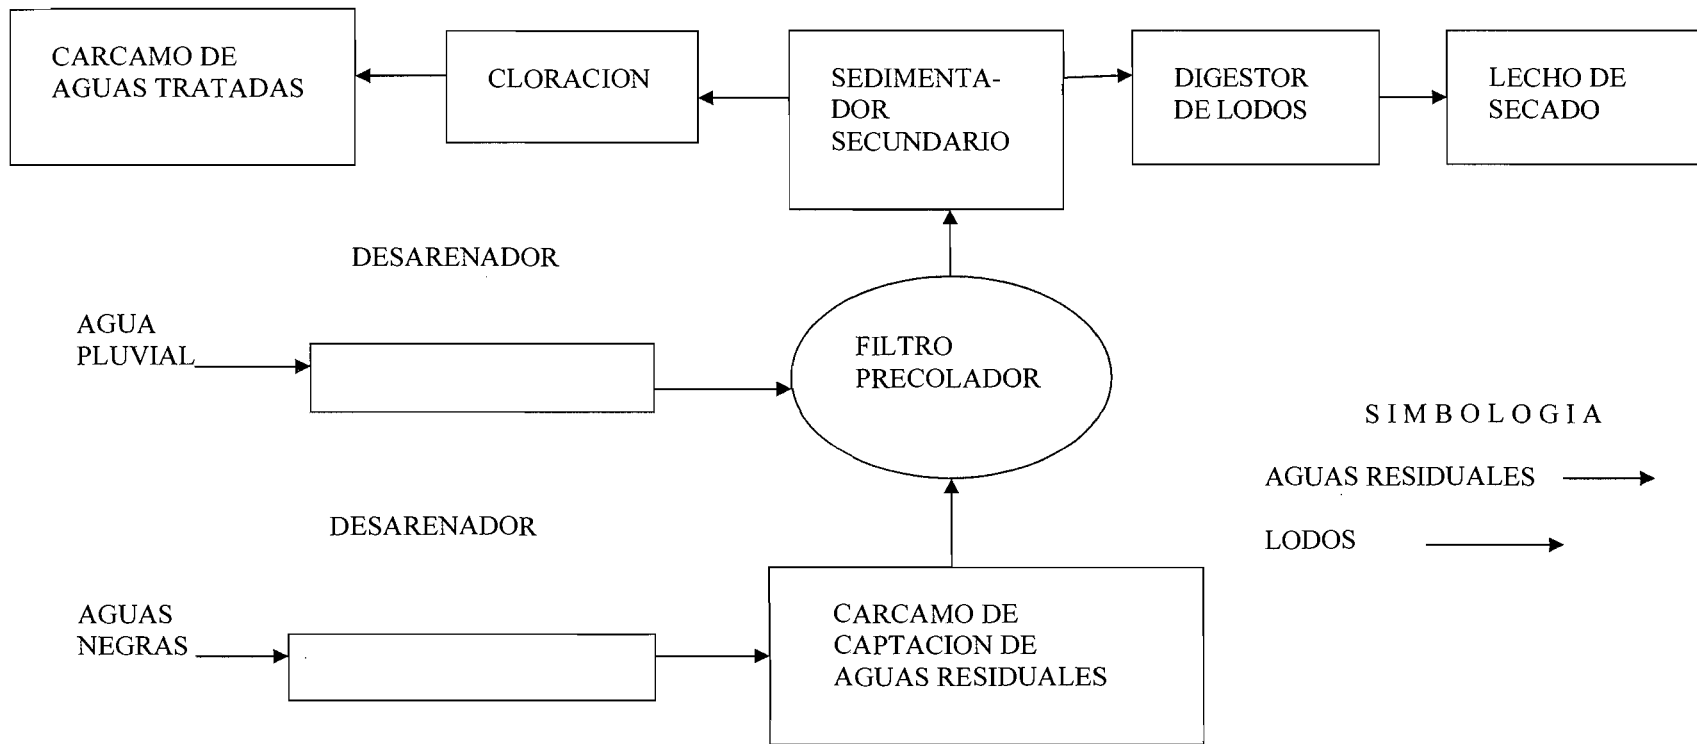 CARCAMO DE
AGUAS TRATADAS
CLORACION
SEDIMENTA-
DOR
SECUNDARIO
DIGESTOR
DE LODOS
LECHO DE
SECADO
DESARENADOR
AGUA
PLUVIAL
FILTRO
PRECOLADOR
SIMBOLOGIA
AGUAS RESIDUALES
LODOS
DESARENADOR
AGUAS
NEGRAS
CARCAMO DE
CAPTACION DE
AGUAS RESIDUALES